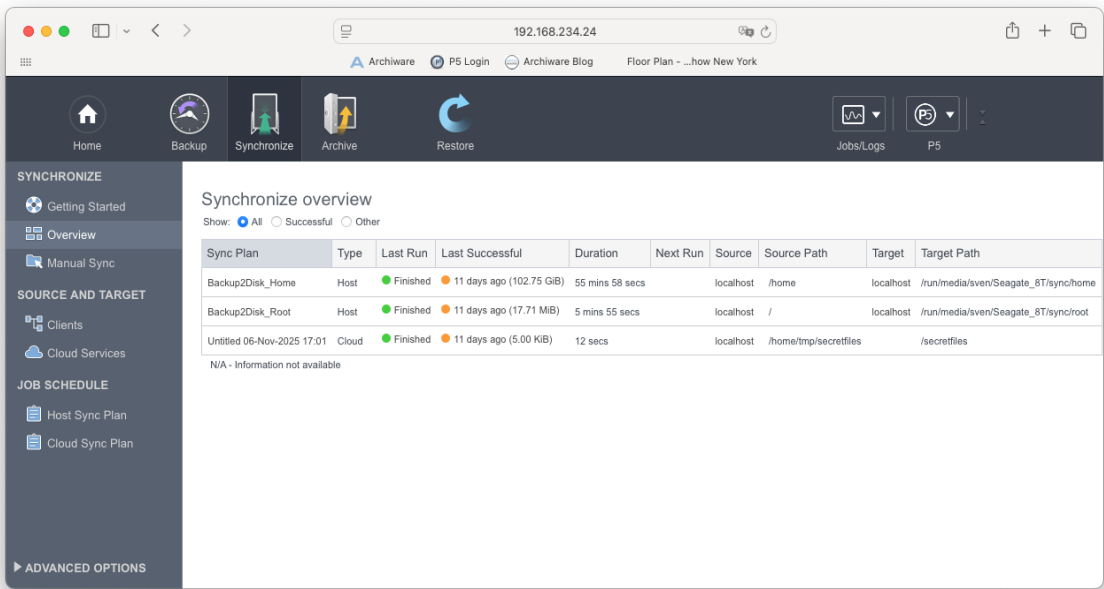 192.168.234.24
Archiware P5 Login Archiware Blog Floor Plan - ...how New York
Home Backup Synchronize Archive Restore Jobs/Logs P5
SYNCHRONIZE
Getting Started
Overview
Manual Sync
SOURCE AND TARGET
Clients
Cloud Services
JOB SCHEDULE
Host Sync Plan
Cloud Sync Plan
ADVANCED OPTIONS
Synchronize overview
Show: All Successful Other
Sync Plan Type Last Run Last Successful Duration Next Run Source Source Path Target Target Path
Backup2Disk_Home Host Finished 11 days ago (102.75 GiB) 55 mins 58 secs localhost /home localhost /run/media/sven/Seagate_8T/sync/home
Backup2Disk_Root Host Finished 11 days ago (17.71 MiB) 5 mins 55 secs localhost / localhost /run/media/sven/Seagate_8T/sync/root
Untitled 06-Nov-2025 17:01 Cloud Finished 11 days ago (5.00 KiB) 12 secs localhost /home/tmp/secretfiles /secretfiles
N/A - Information not available